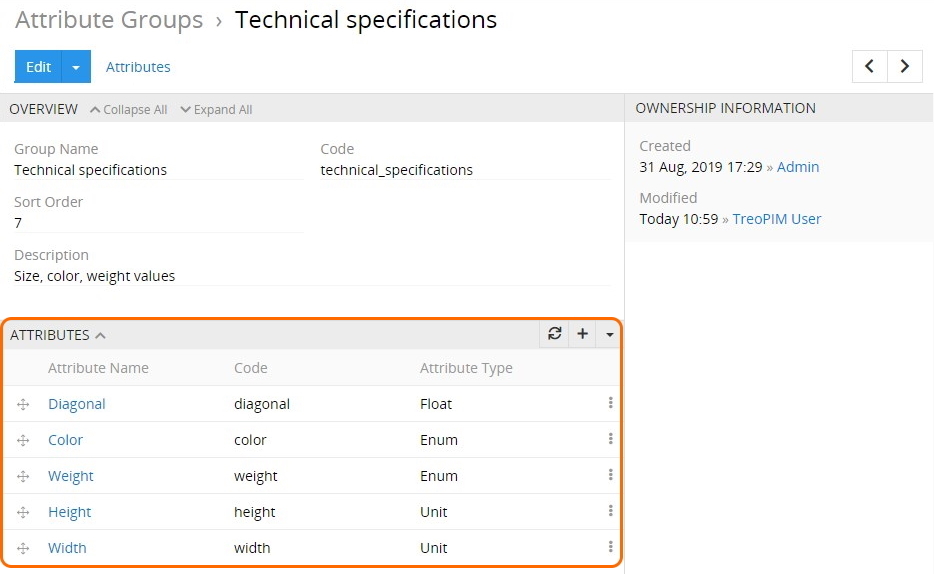 Attribute Groups › Technical specifications
Edit Attributes
OVERVIEW Collapse All Expand All
Group Name Code
Technical specifications technical_specifications
Sort Order
7
Description
Size, color, weight values
OWNERSHIP INFORMATION
Created
31 Aug, 2019 17:29 » Admin
Modified
Today 10:59 » TreoPIM User
ATTRIBUTES
Attribute Name Code Attribute Type
Diagonal diagonal Float
Color color Enum
Weight weight Enum
Height height Unit
Width width Unit